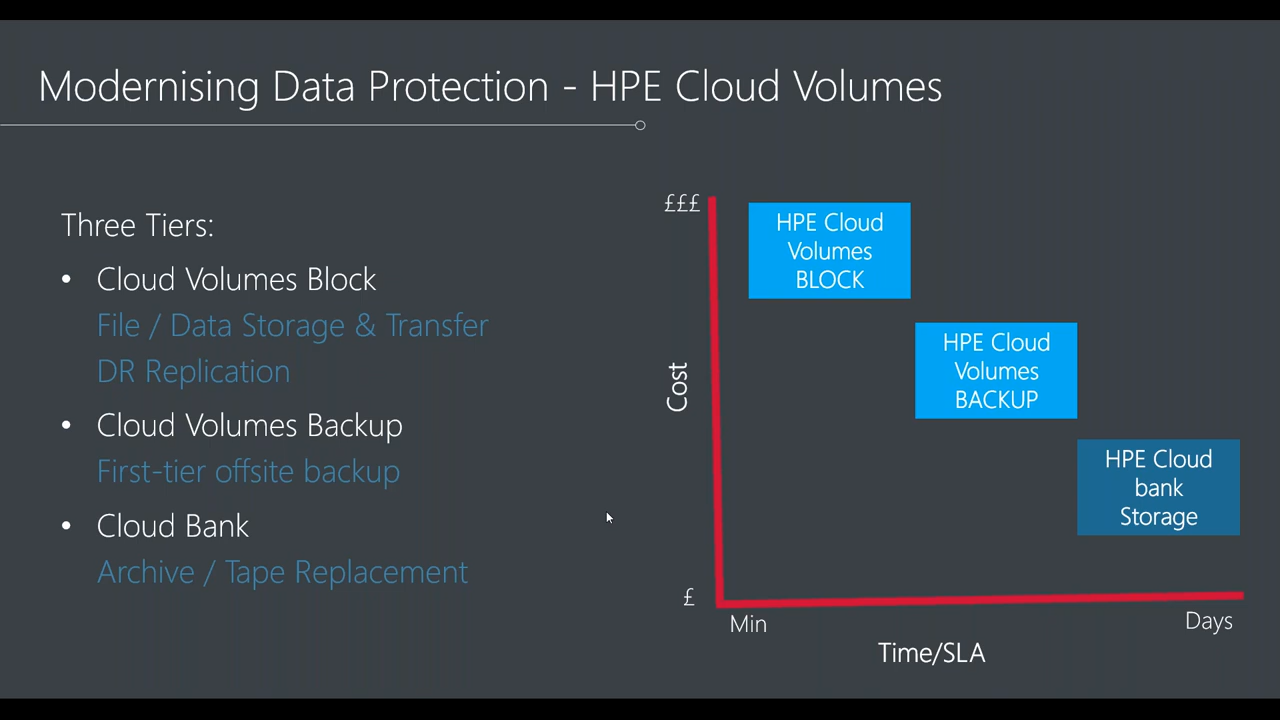 Modernising Data Protection - HPE Cloud Volumes
Three Tiers:
• Cloud Volumes Block
File / Data Storage & Transfer
DR Replication
• Cloud Volumes Backup
First-tier offsite backup
• Cloud Bank
Archive / Tape Replacement
£££
Cost
£
HPE Cloud
Volumes
BLOCK
HPE Cloud
Volumes
BACKUP
HPE Cloud
bank
Storage
Min
Days
Time/SLA